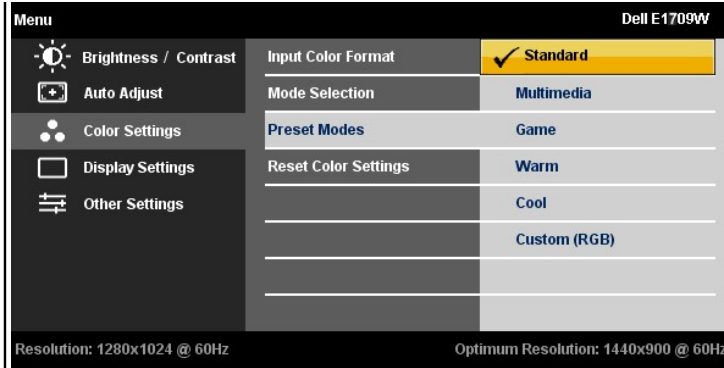 Menu Dell E1709W
Brightness / Contrast Input Color Format Standard
Auto Adjust Mode Selection Multimedia
Color Settings Preset Modes Game
Display Settings Reset Color Settings Warm
Other Settings Cool
Custom (RGB)
Resolution: 1280x1024 @ 60Hz Optimum Resolution: 1440x900 @ 60Hz